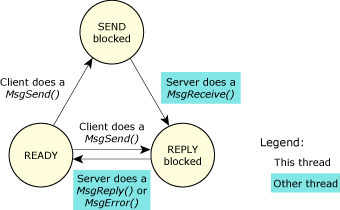 SEND
blocked
Client does a
MsgSend()
Server does a
MsgReceive()
Client does a
MsgSend()
READY
REPLY
blocked
Server does a
MsgReply() or
MsgError()
Legend:
This thread
Other thread